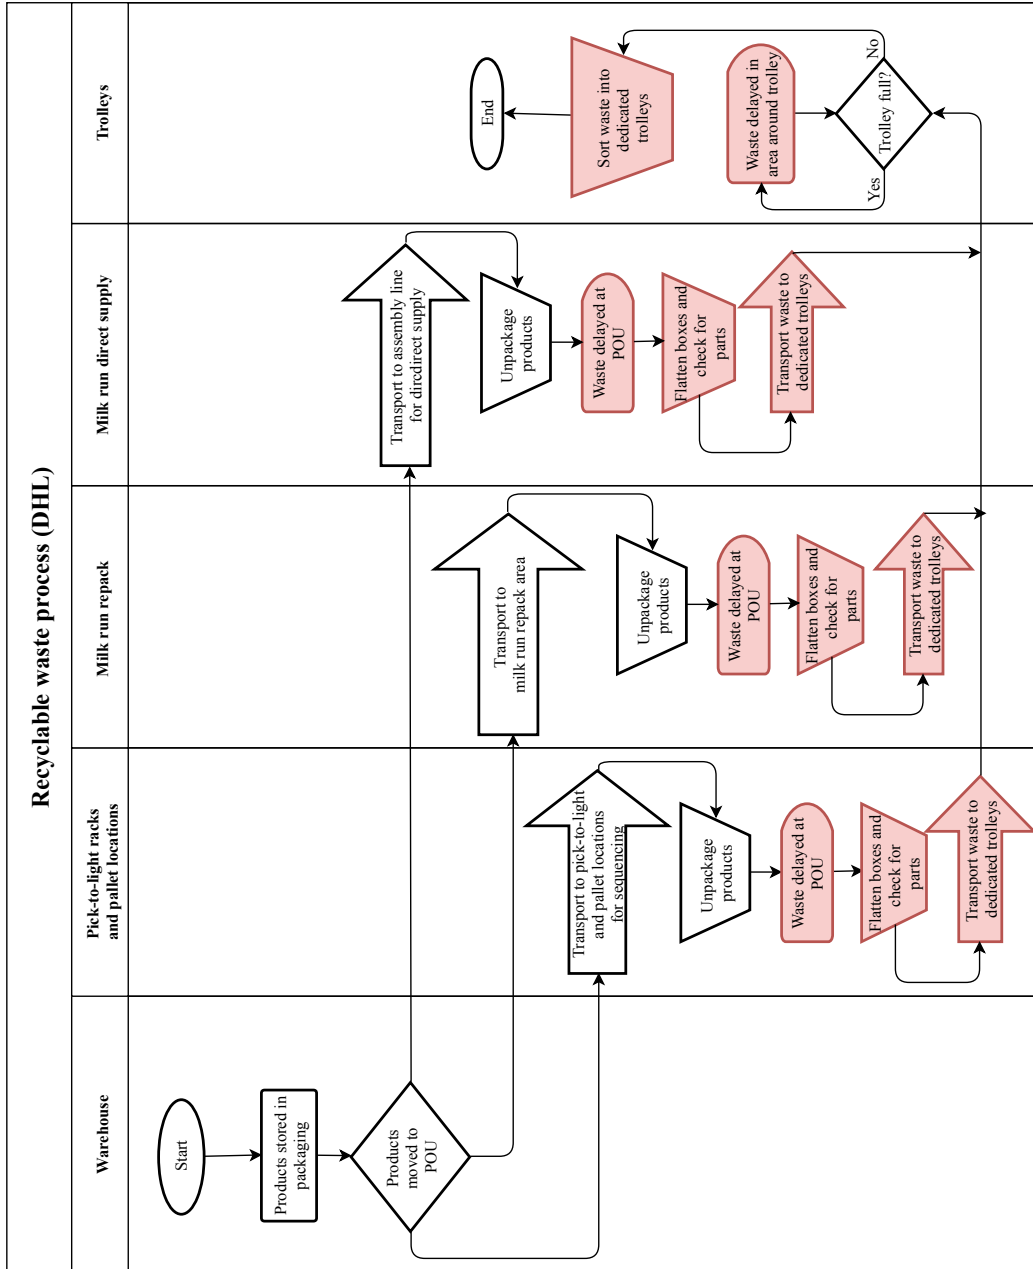 Recyclable waste process (DHL)
Warehouse
Pick-to-light racks
and pallet locations
Milk run repack
Milk run direct supply
Trolleys
Start
Products stored in
packaging
Products
moved to
POU
Transport to pick-to-light
and pallet locations
for sequencing
Unpackage
products
Waste delayed at
POU
Flatten boxes and
check for
parts
Transport waste to
dedicated trolleys
Transport to
milk run repack area
Unpackage
products
Waste delayed at
POU
Flatten boxes and
check for
parts
Transport waste to
dedicated trolleys
Transport to assembly line
for dircdirect supply
Unpackage
products
Waste delayed at
POU
Flatten boxes and
check for
parts
Transport waste to
dedicated trolleys
Trolley full?
Yes
No
Waste delayed in
area around trolley
Sort waste into
dedicated
trolleys
End